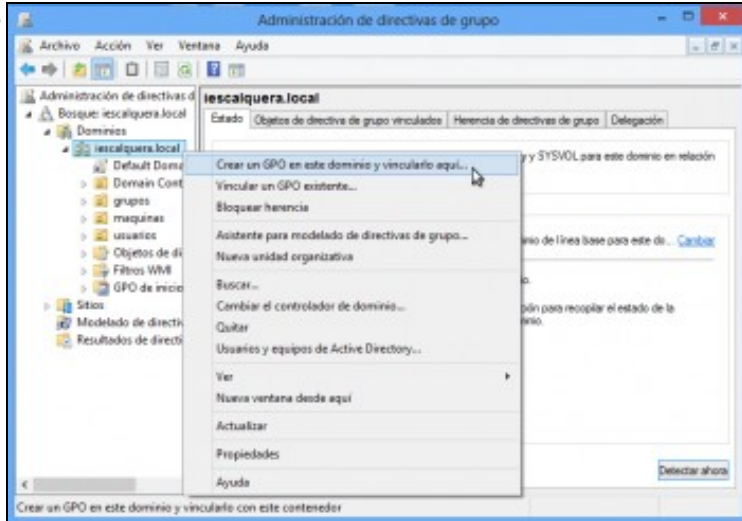 Administración de directivas de grupo
Archivo Acción Ver Ventana Ayuda
Administración de directivas d
Bosque: iescalquera.local
Dominios
iescalquera.local
Default Doma
Domain Cont
grupos
maquinas
usuarios
Objetos de di
Filtros WMI
GPO de inicio
Sitios
Modelado de directiv
Resultados de directi
iescalquera.local
Estado Objetos de directiva de grupo vinculados Herencia de directivas de grupo Delegación
y SYSVOL para este dominio en relación
inio de línea base para este do... Cambiar
ión para recopilar el estado de la
inio.
Detectar ahora
Crear un GPO en este dominio y vincularlo aquí...
Vincular un GPO existente...
Bloquear herencia
Asistente para modelado de directivas de grupo...
Nueva unidad organizativa
Buscar...
Cambiar el controlador de dominio...
Quitar
Usuarios y equipos de Active Directory...
Ver
Nueva ventana desde aquí
Actualizar
Propiedades
Ayuda
Crear un GPO en este dominio y vincularlo con este contenedor